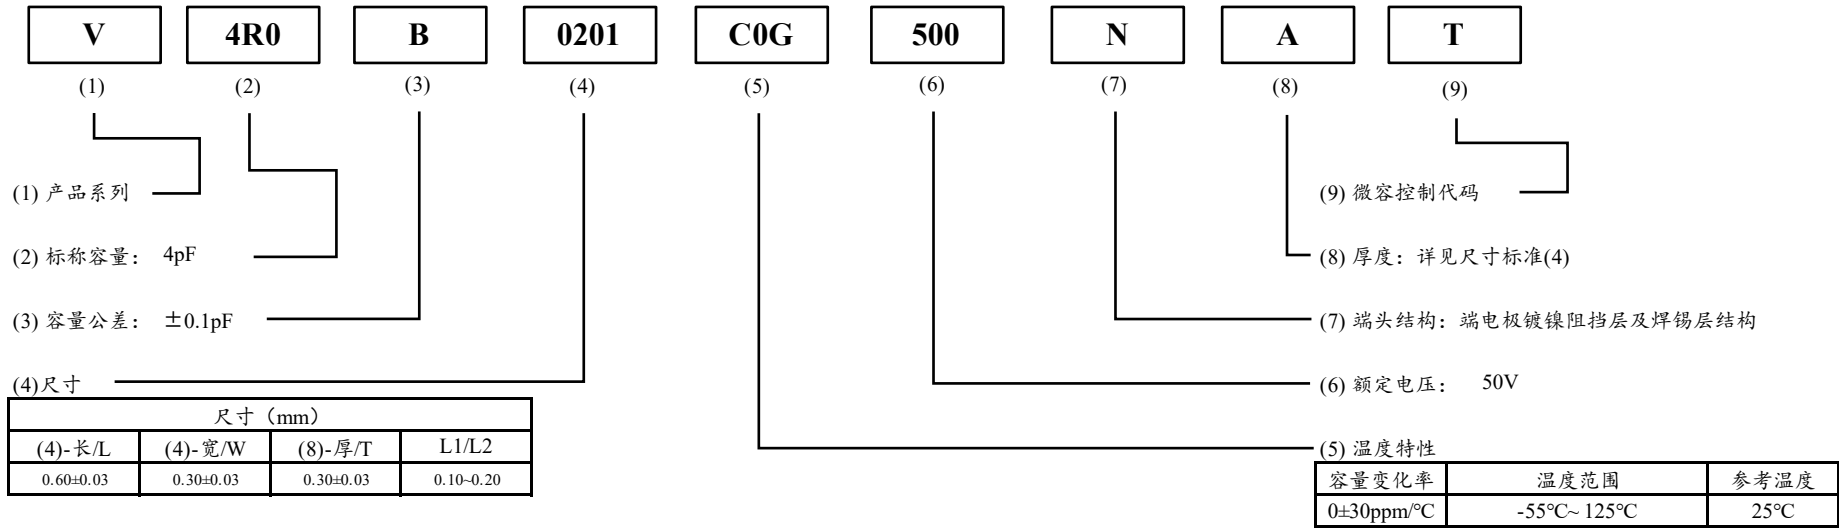 V 4R0 B 0201 C0G 500 N A T
(1) (2) (3) (4) (5) (6) (7) (8) (9)
(1) 产品系列
(9) 微容控制代码
(2) 标称容量： 4pF
(8) 厚度：详见尺寸标准(4)
(3) 容量公差： ±0.1pF
(7) 端头结构：端电极镀镍阻挡层及焊锡层结构
(4)尺寸
(6) 额定电压： 50V
尺寸（mm）
(4)-长/L (4)-宽/W (8)-厚/T L1/L2
0.60±0.03 0.30±0.03 0.30±0.03 0.10~0.20
(5) 温度特性
容量变化率 温度范围 参考温度
0±30ppm/°C -55°C~ 125°C 25°C